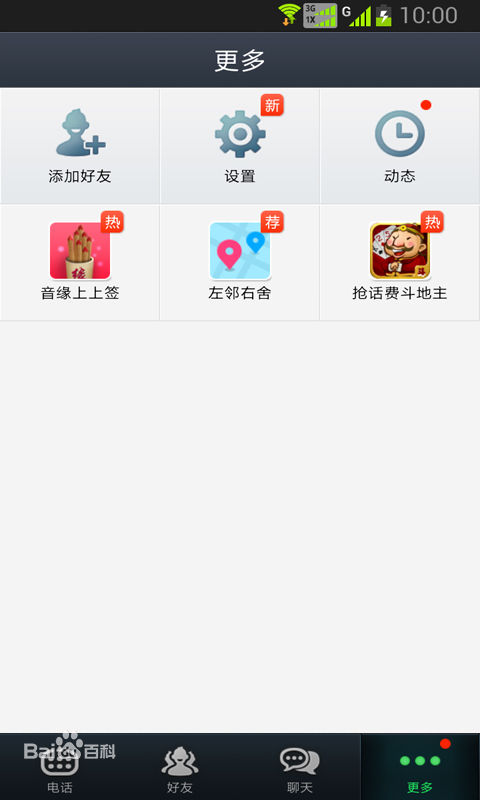 3G
1X
G
10:00
更多
新
添加好友
设置
动态
热
荐
热
音缘上上签
左邻右舍
抢话费斗地主
Bai百科
电话
好友
聊天
更多